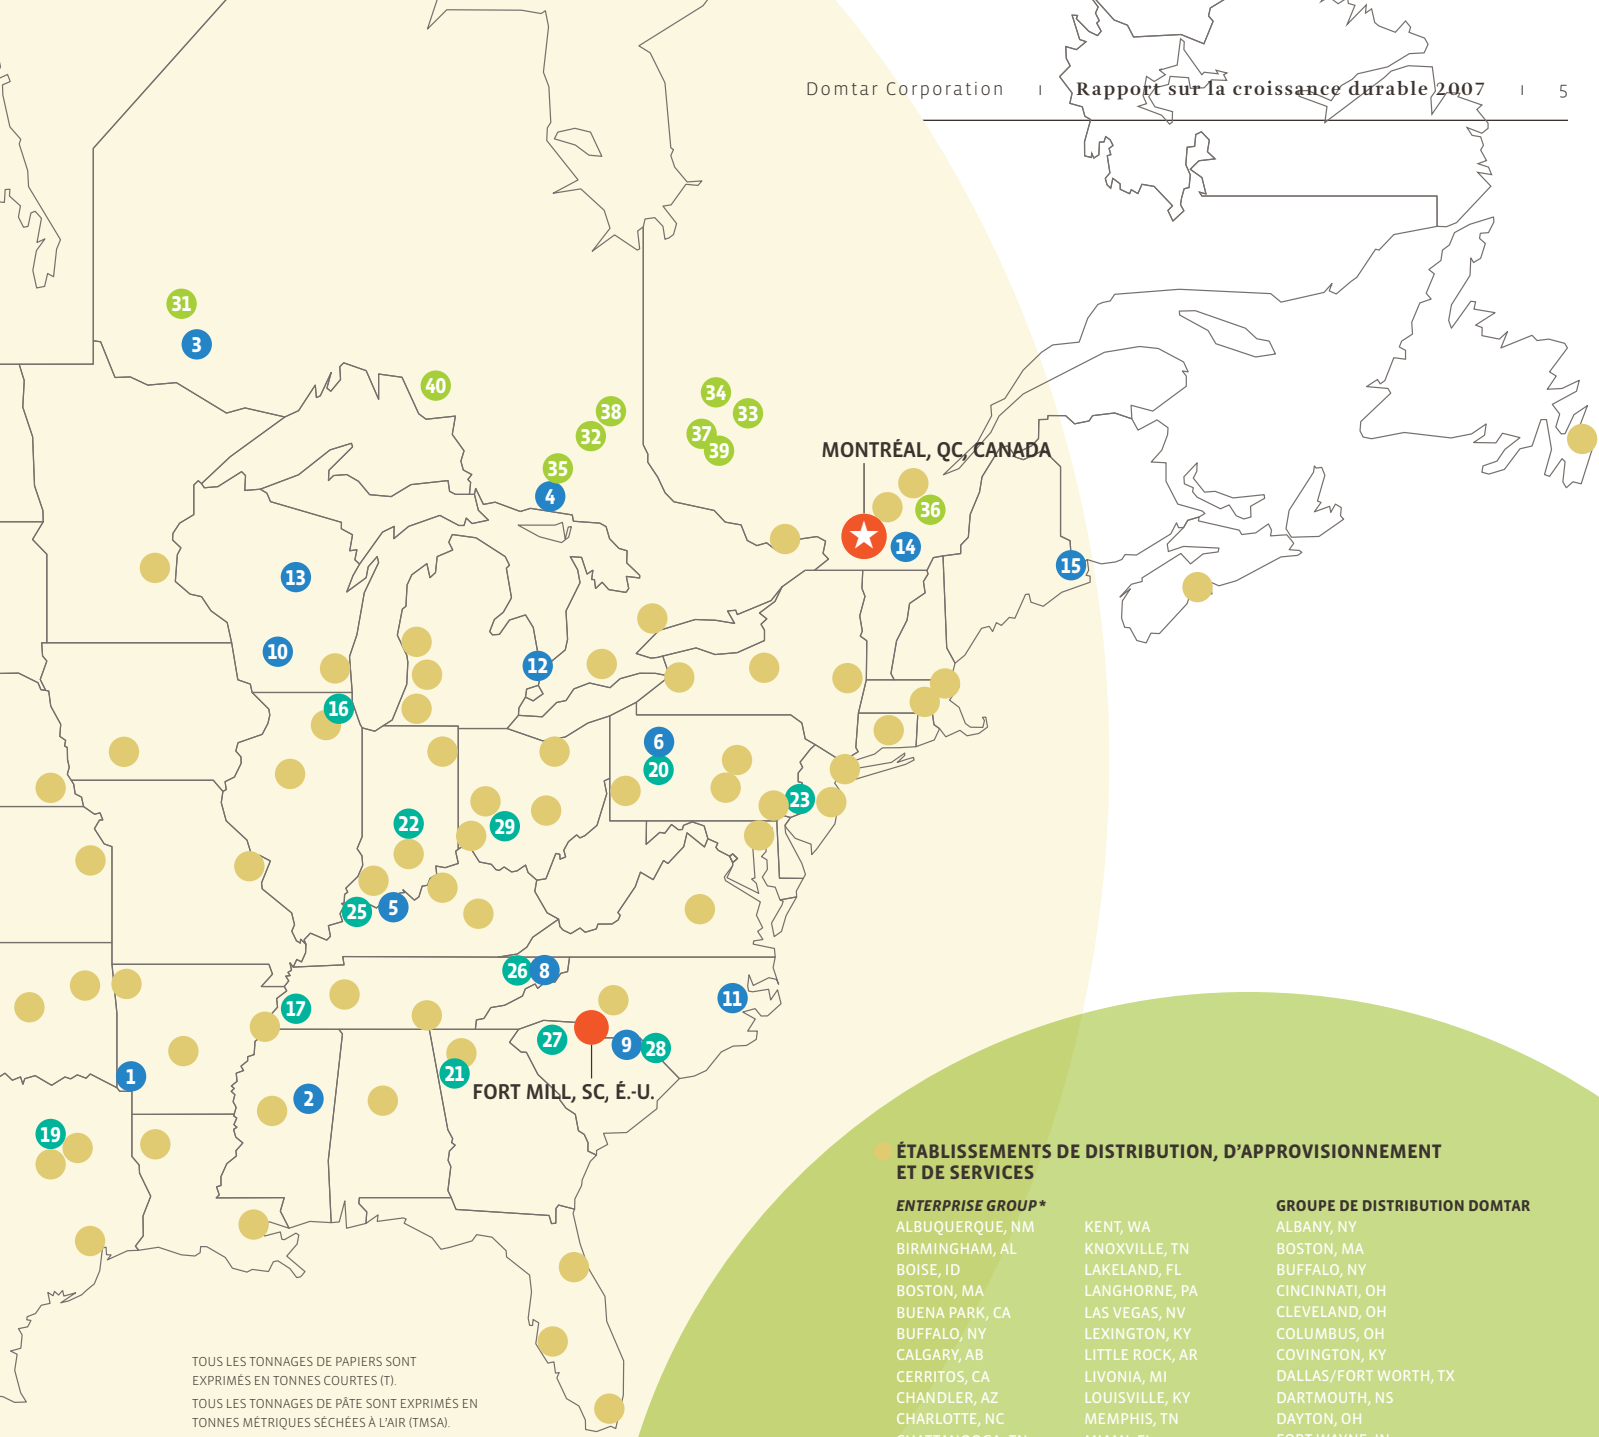 Domtar Corporation | Rapport sur la croissance durable 2007 | 5
31
3
40
34
38
33
32
37
39
MONTRÉAL, QC, CANADA
35
4
36
14
15
13
10
12
16
6
20
23
22
29
25
5
26
8
11
17
27
9
28
21
1
FORT MILL, SC, É.-U.
2
19
ÉTABLISSEMENTS DE DISTRIBUTION, D'APPROVISIONNEMENT
ET DE SERVICES
ENTERPRISE GROUP*
ALBUQUERQUE, NM
BIRMINGHAM, AL
BOISE, ID
BOSTON, MA
BUENA PARK, CA
BUFFALO, NY
CALGARY, AB
CERRITOS, CA
CHANDLER, AZ
CHARLOTTE, NC
KENT, WA
KNOXVILLE, TN
LAKELAND, FL
LANGHORNE, PA
LAS VEGAS, NV
LEXINGTON, KY
LITTLE ROCK, AR
LIVONIA, MI
LOUISVILLE, KY
MEMPHIS, TN
GROUPE DE DISTRIBUTION DOMTAR
ALBANY, NY
BOSTON, MA
BUFFALO, NY
CINCINNATI, OH
CLEVELAND, OH
COLUMBUS, OH
COVINGTON, KY
DALLAS/FORT WORTH, TX
DARTMOUTH, NS
DAYTON, OH
TOUS LES TONNAGES DE PAPIERS SONT
EXPRIMÉS EN TONNES COURTES (T).
TOUS LES TONNAGES DE PÂTE SONT EXPRIMÉS EN
TONNES MÉTRIQUES SÉCHÉES À L'AIR (TMSA).